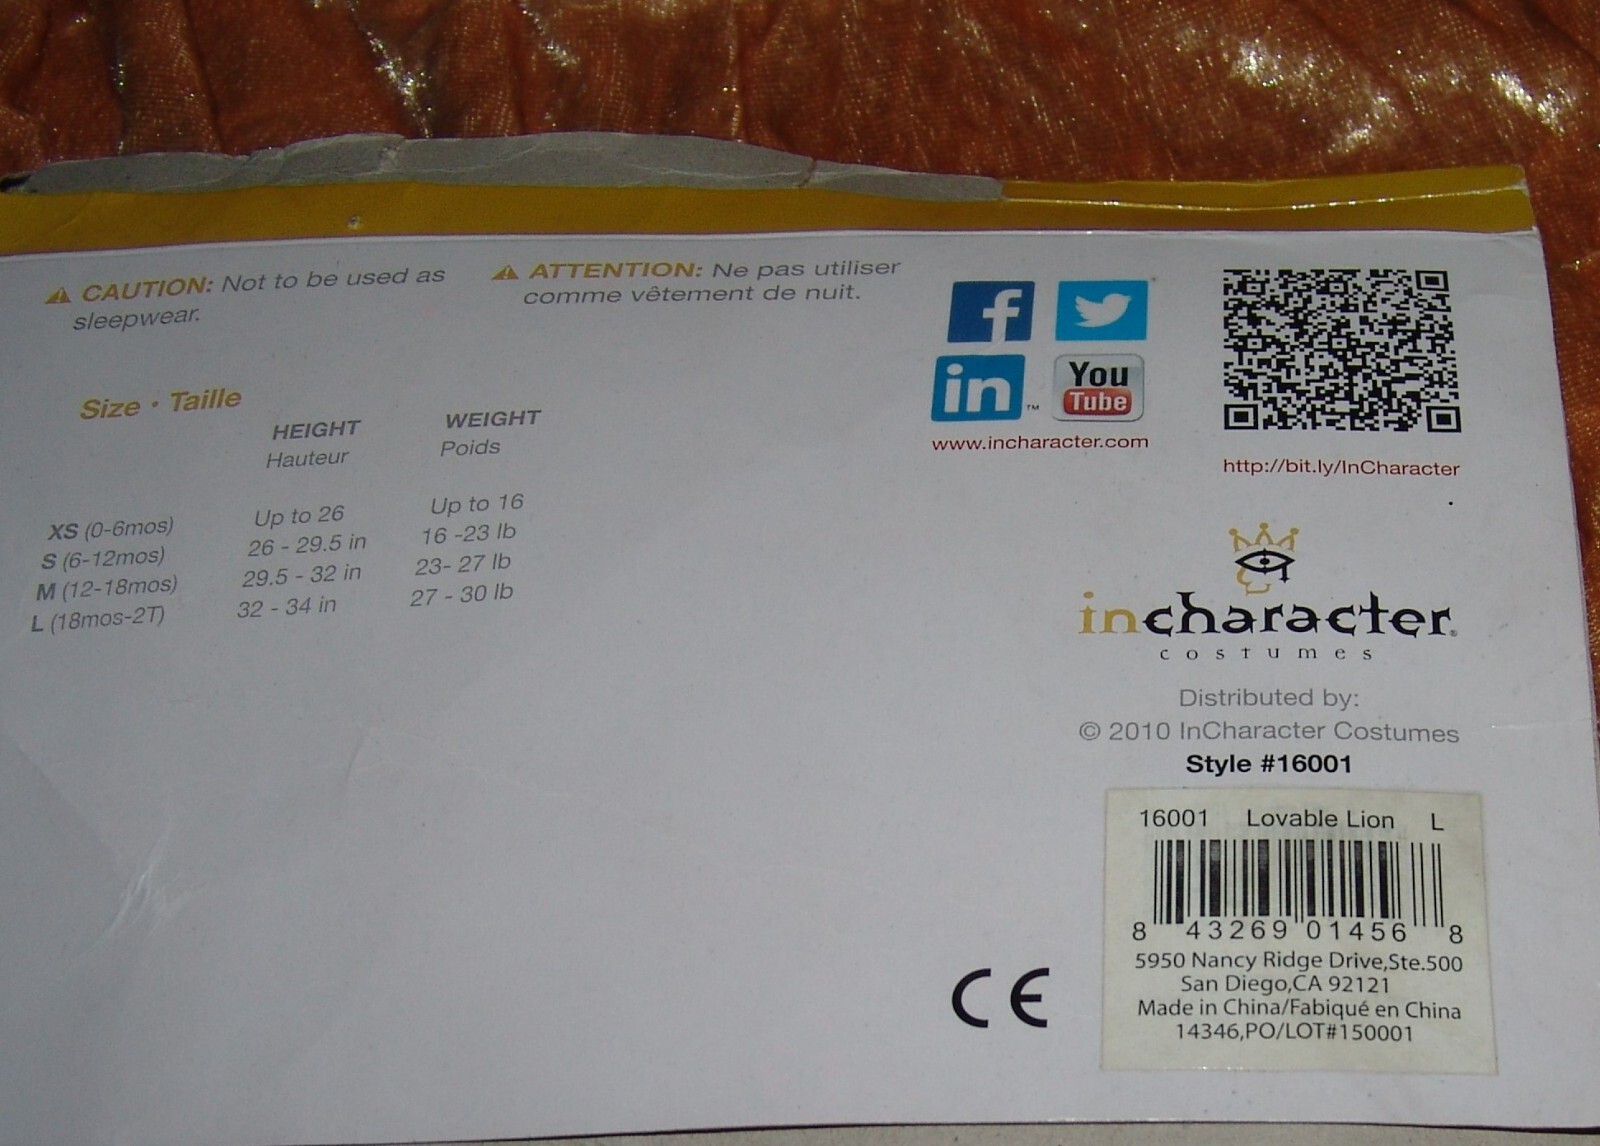 CAUTION: Not to be used as
sleepwear.
ATTENTION: Ne pas utiliser
comme vêtement de nuit.
Size • Taille
HEIGHT WEIGHT
Hauteur Poids
XS (0-6mos) Up to 26 Up to 16
S (6-12mos) 26 - 29.5 in 16 -23 lb
M (12-18mos) 29.5 - 32 in 23- 27 lb
L (18mos-2T) 32 - 34 in 27 - 30 lb
f
in™
You
Tube
www.incharacter.com
http://bit.ly/InCharacter
incharacter®
costumes
Distributed by:
© 2010 InCharacter Costumes
Style #16001
16001 Lovable Lion L
8 43269 01456 8
5950 Nancy Ridge Drive,Ste.500
San Diego,CA 92121
Made in China/Fabiqué en China
14346,PO/LOT#150001
CE